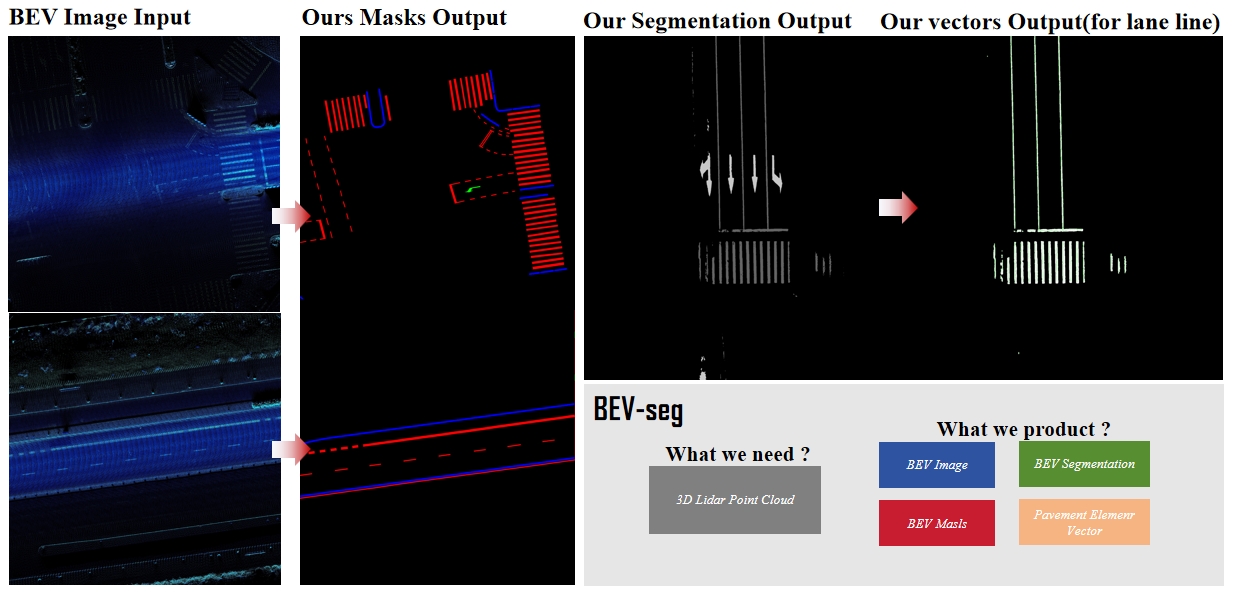 BEV Image Input
Ours Masks Output
Our Segmentation Output
Our vectors Output(for lane line)
BEV-seg
What we need ?
3D Lidar Point Cloud
What we product ?
BEV Image
BEV Segmentation
BEV Masls
Pavement Elemenr
Vector